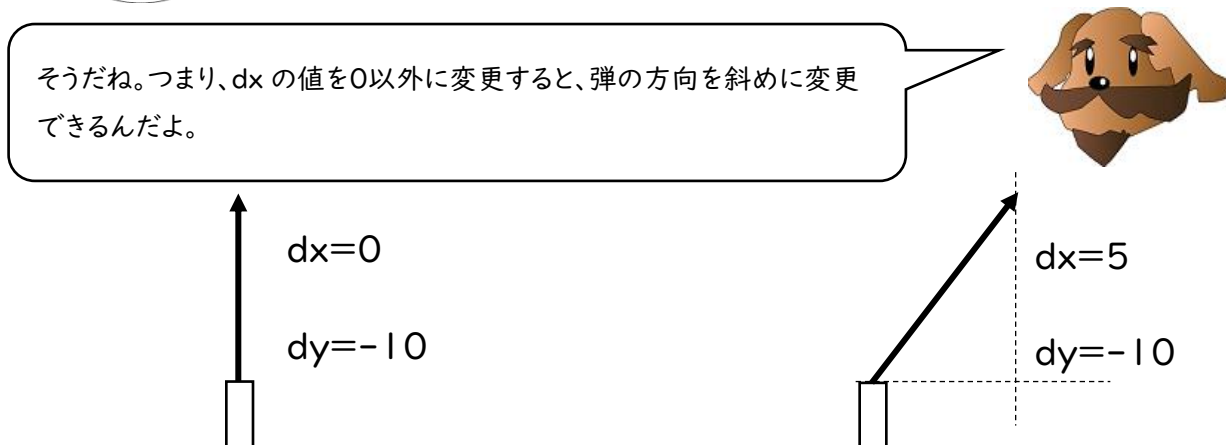 そうだね。つまり、dx の値を0以外に変更すると、弾の方向を斜めに変更
できるんだよ。
dx=0
dy=-10
dx=5
dy=-10